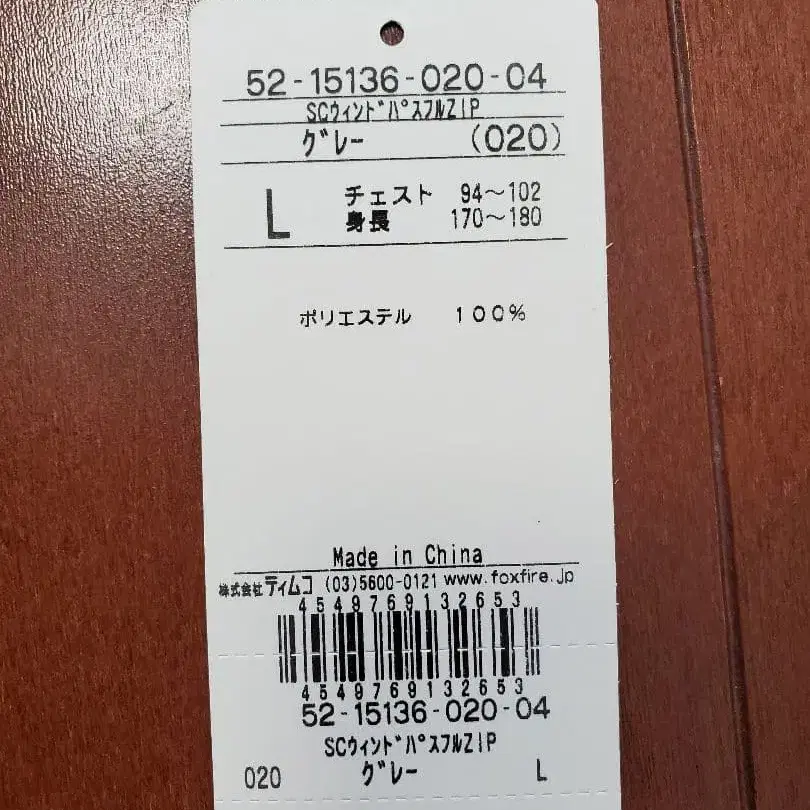 52-15136-020-04
SCウィンドパスフルZIP
グレー (020)
L チェスト 94〜102
身長 170〜180
ポリエステル 100%
Made in China
株式会社ティムコ (03)5600-0121 www.foxfire.jp
4549769132653
4549769132653
52-15136-020-04
SCウィンドパスフルZIP
020 グレー L